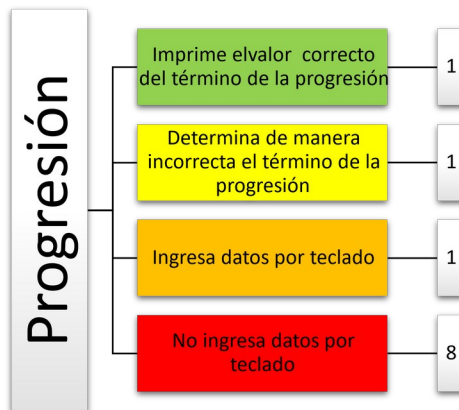 Progresión
Imprime elvalor correcto
del término de la progresión
1
Determina de manera
incorrecta el término de la
progresión
1
Ingresa datos por teclado
1
No ingresa datos por
teclado
8